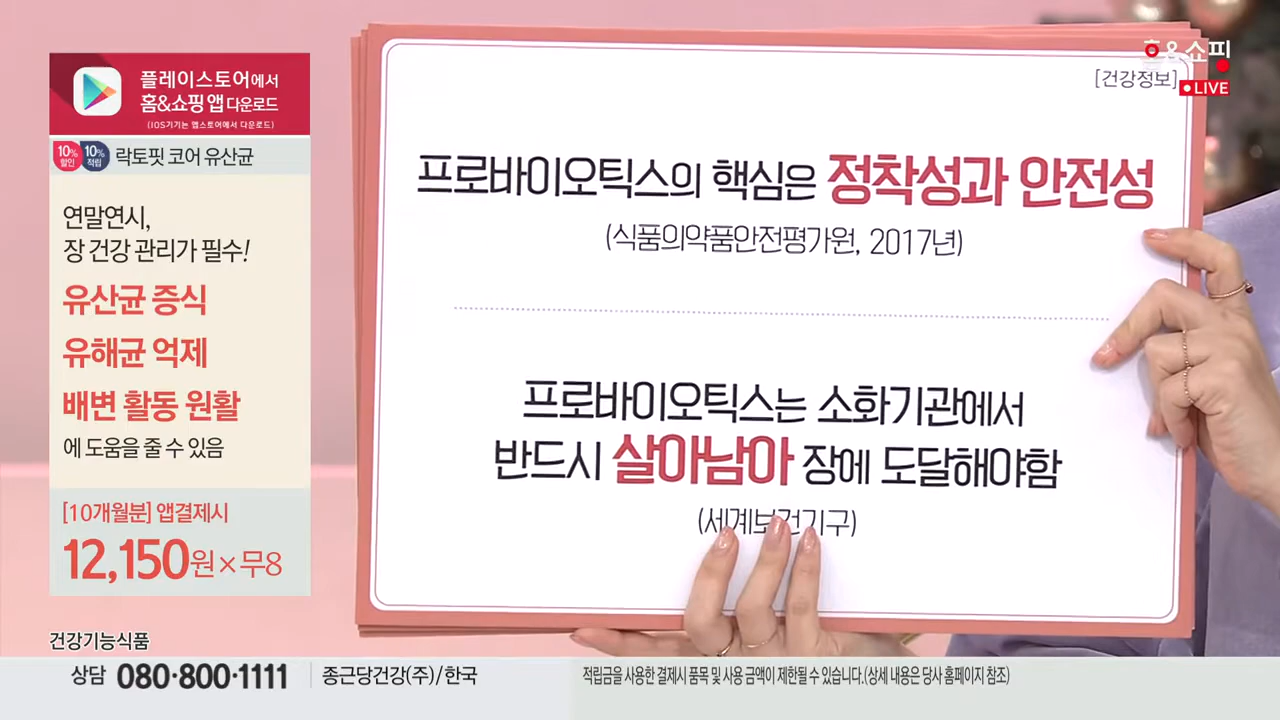 플레이스토어에서
홈&쇼핑 앱 다운로드
(IOS기기는 앱스토어에서 다운로드)
10% 할인 10% 적립 락토핏 코어 유산균
연말연시,
장 건강 관리가 필수!
유산균 증식
유해균 억제
배변 활동 원활
에 도움을 줄 수 있음
[10개월분] 앱결제시
12,150원×무8
홈&쇼핑
LIVE
[건강정보]
프로바이오틱스의 핵심은 정착성과 안전성
(식품의약품안전평가원, 2017년)
프로바이오틱스는 소화기관에서
반드시 살아남아 장에 도달해야함
(세계보건기구)
건강기능식품
상담 080·800·1111 종근당건강(주)/한국
적립금을 사용한 결제시 품목 및 사용 금액이 제한될 수 있습니다.(상세 내용은 당사 홈페이지 참조)